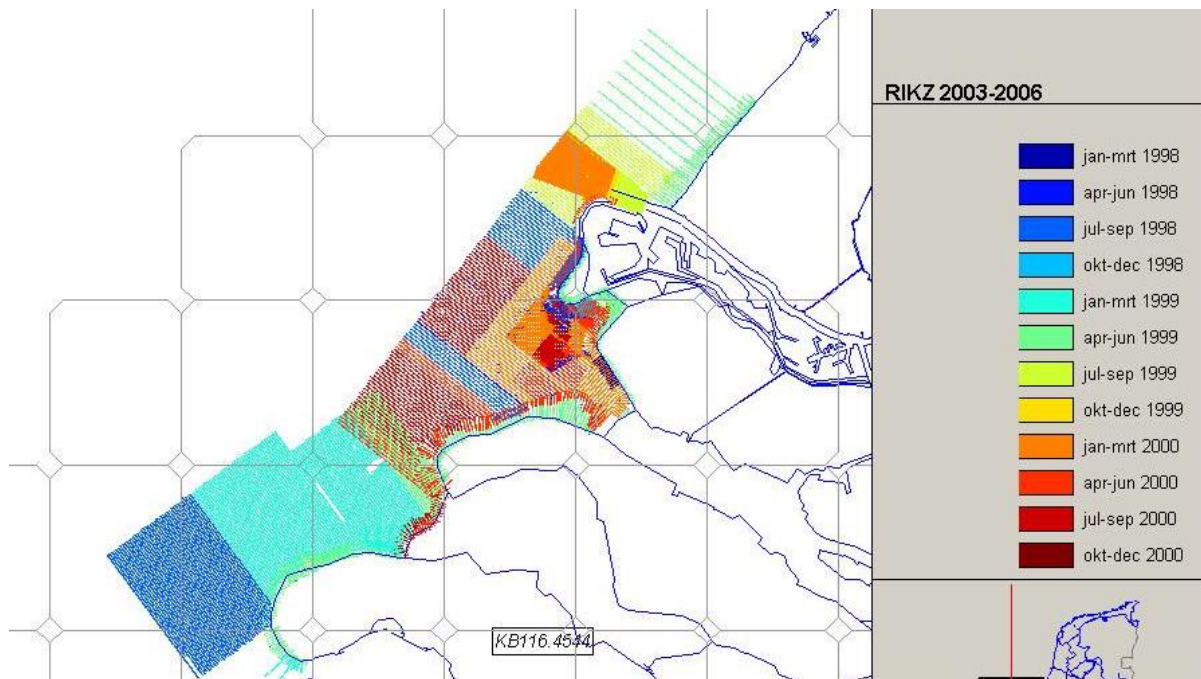 RIKZ 2003-2006
jan-mrt 1998
apr-jun 1998
jul-sep 1998
okt-dec 1998
jan-mrt 1999
apr-jun 1999
jul-sep 1999
okt-dec 1999
jan-mrt 2000
apr-jun 2000
jul-sep 2000
okt-dec 2000
KB116.4544